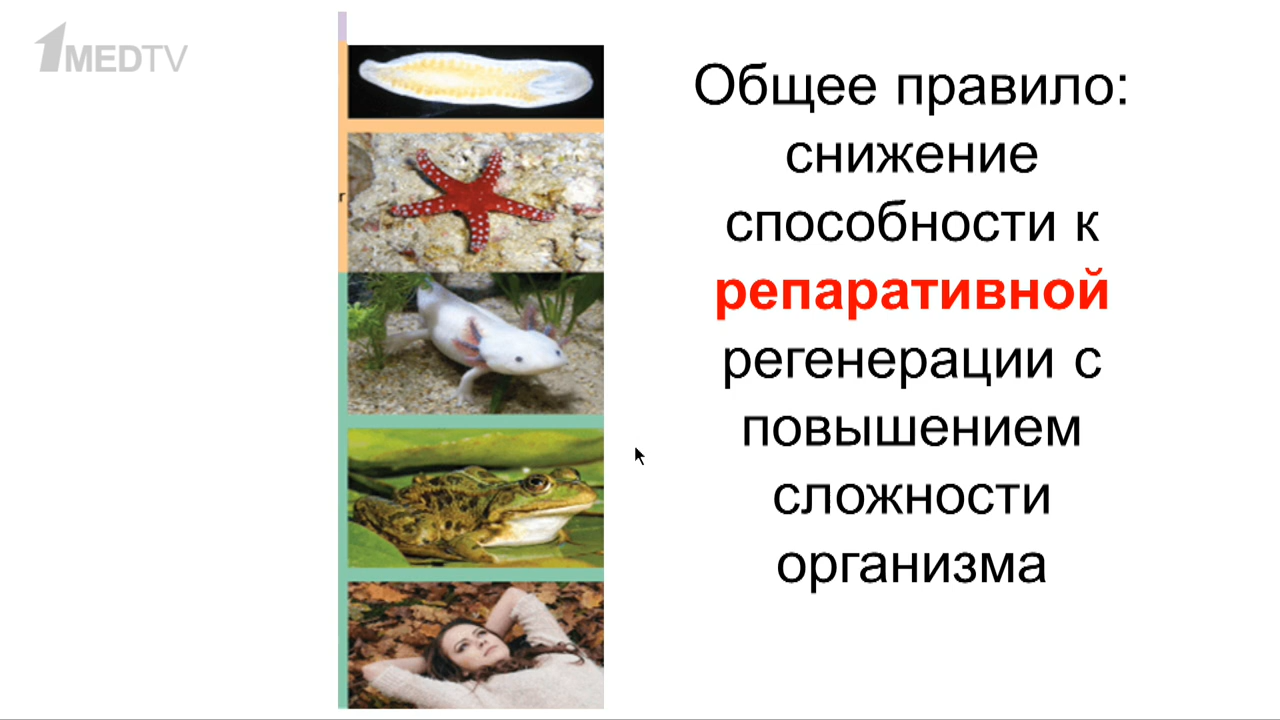 1MEDTV
Общее правило:
снижение
способности к
репаративной
регенерации с
повышением
сложности
организма